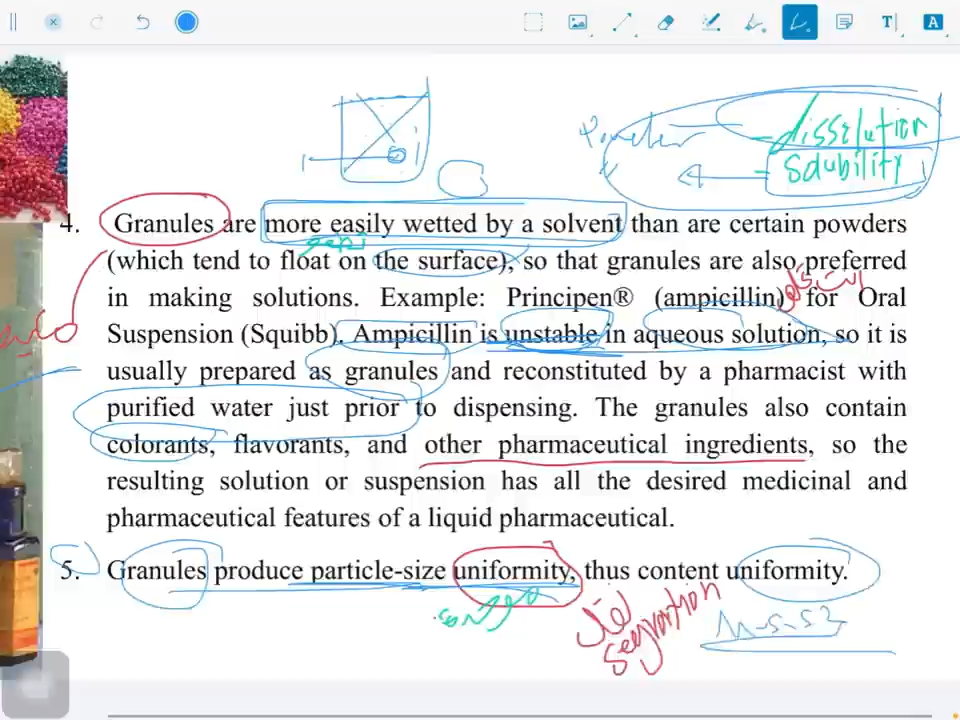 dissolution
solubility
4. Granules are more easily wetted by a solvent than are certain powders
(which tend to float on the surface), so that granules are also preferred
in making solutions. Example: Principen® (ampicillin) for Oral
Suspension (Squibb). Ampicillin is unstable in aqueous solution, so it is
usually prepared as granules and reconstituted by a pharmacist with
purified water just prior to dispensing. The granules also contain
colorants, flavorants, and other pharmaceutical ingredients, so the
resulting solution or suspension has all the desired medicinal and
pharmaceutical features of a liquid pharmaceutical.
5. Granules produce particle-size uniformity, thus content uniformity.